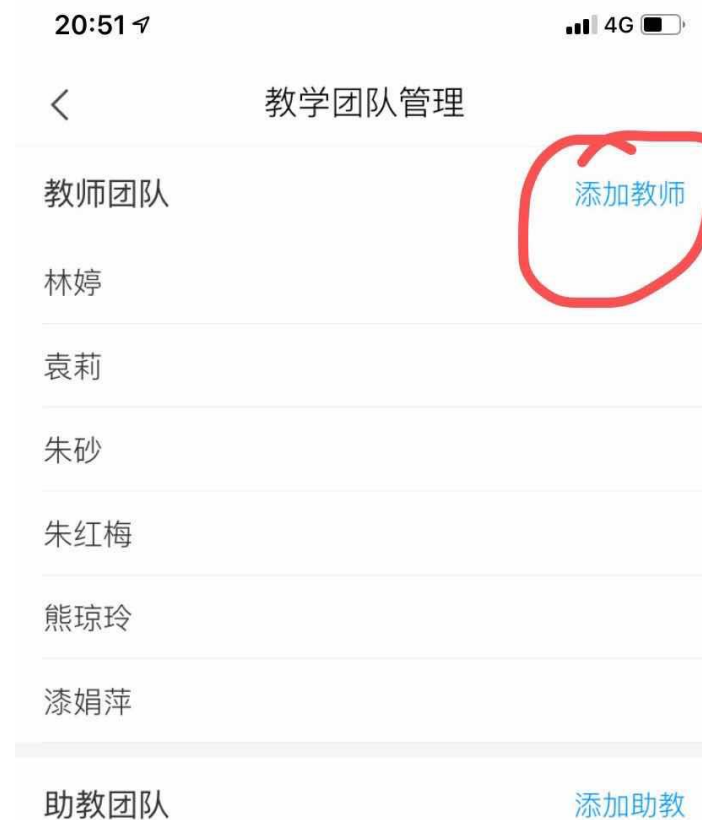 20:51
4G
教学团队管理
教师团队 添加教师
林婷
袁莉
朱砂
朱红梅
熊琼玲
漆娟萍
助教团队 添加助教